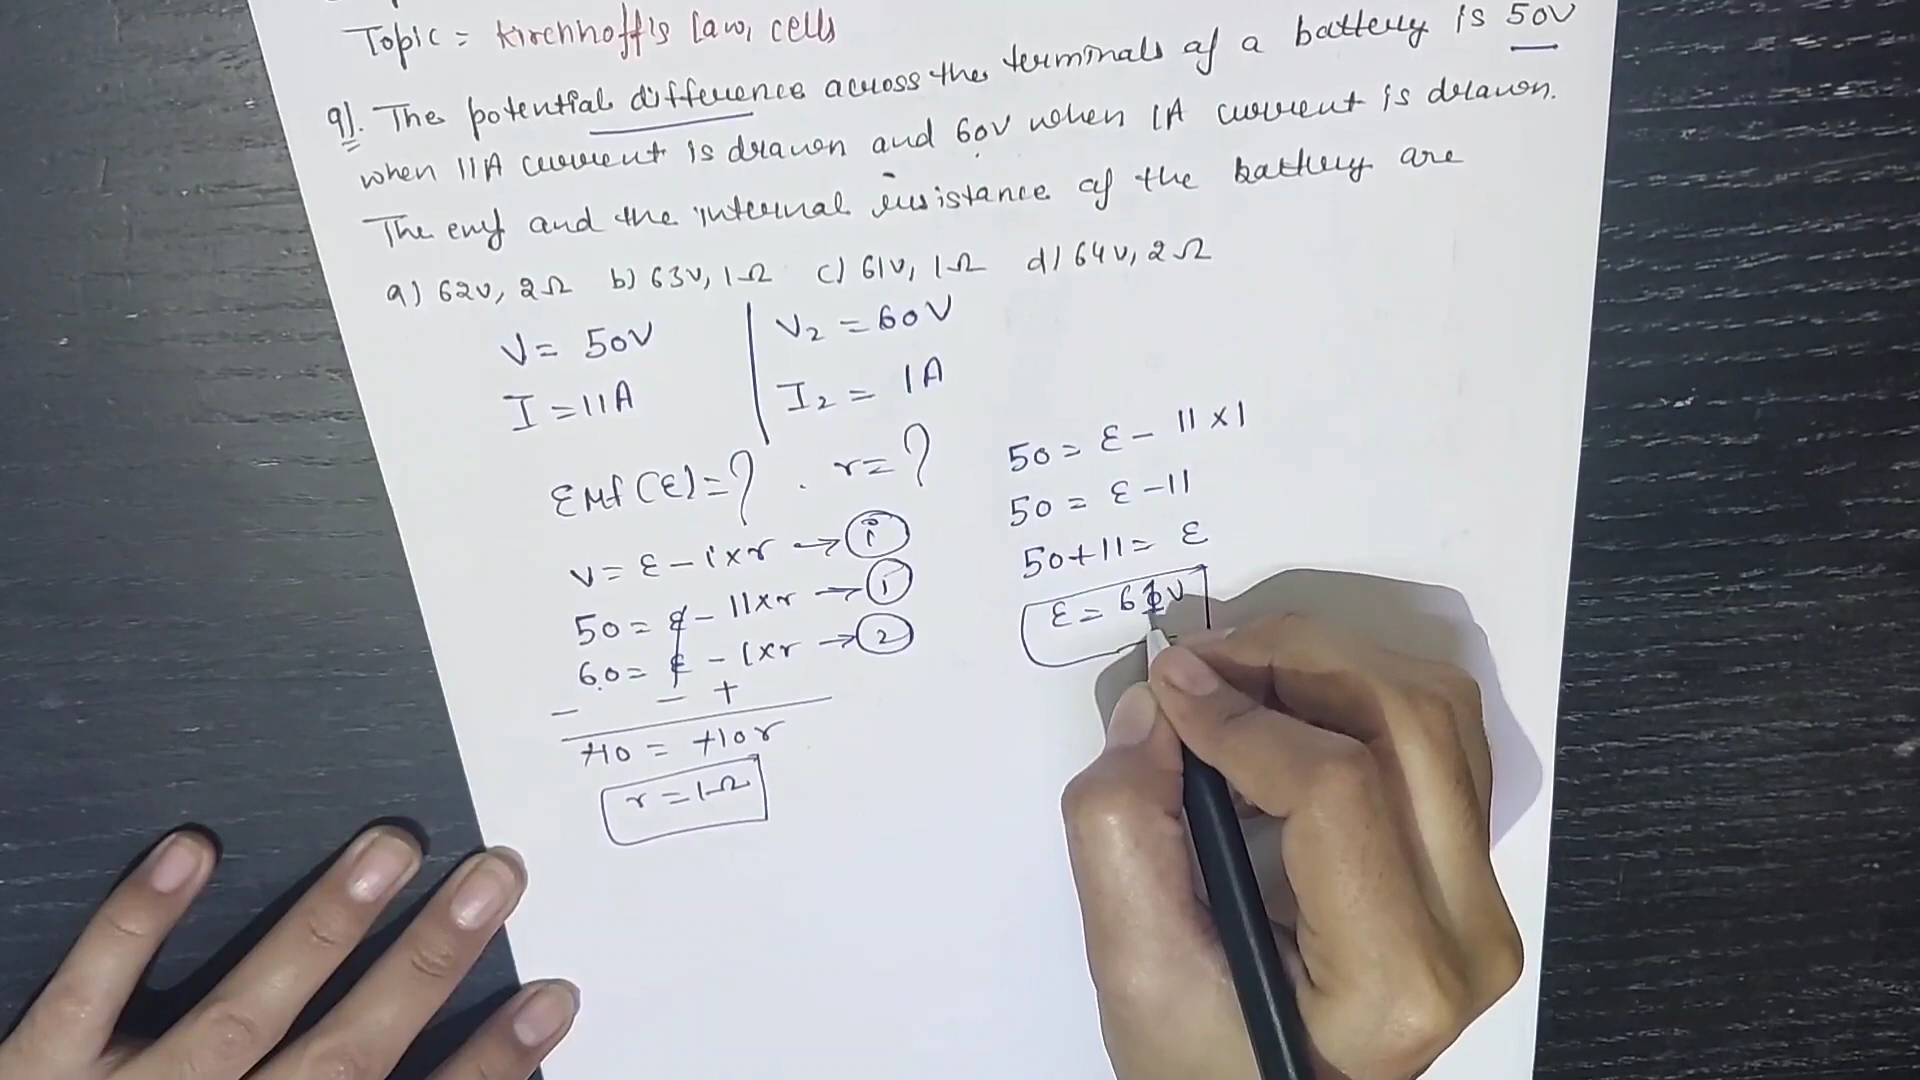 Topic = Kirchhoff's Law, cells
9). The potential difference across the terminals of a battery is 50V
when 11A current is drawn and 60V when 1A current is drawn.
The emf and the internal resistance of the battery are
a) 62v, 2Ω b) 63v, 1Ω c) 61v, 1Ω d) 64v, 2Ω
V = 50V
V₂ = 60V
I = 11A
I₂ = 1A
EMf (ε) = ? . r = ?
V = ε - i×r → (i)
50 = ε - 11×r → (1)
60 = ε - 1×r → (2)
- - +
+10 = +10r
r = 1Ω
50 = ε - 11×1
50 = ε - 11
50+11 = ε
ε = 61V